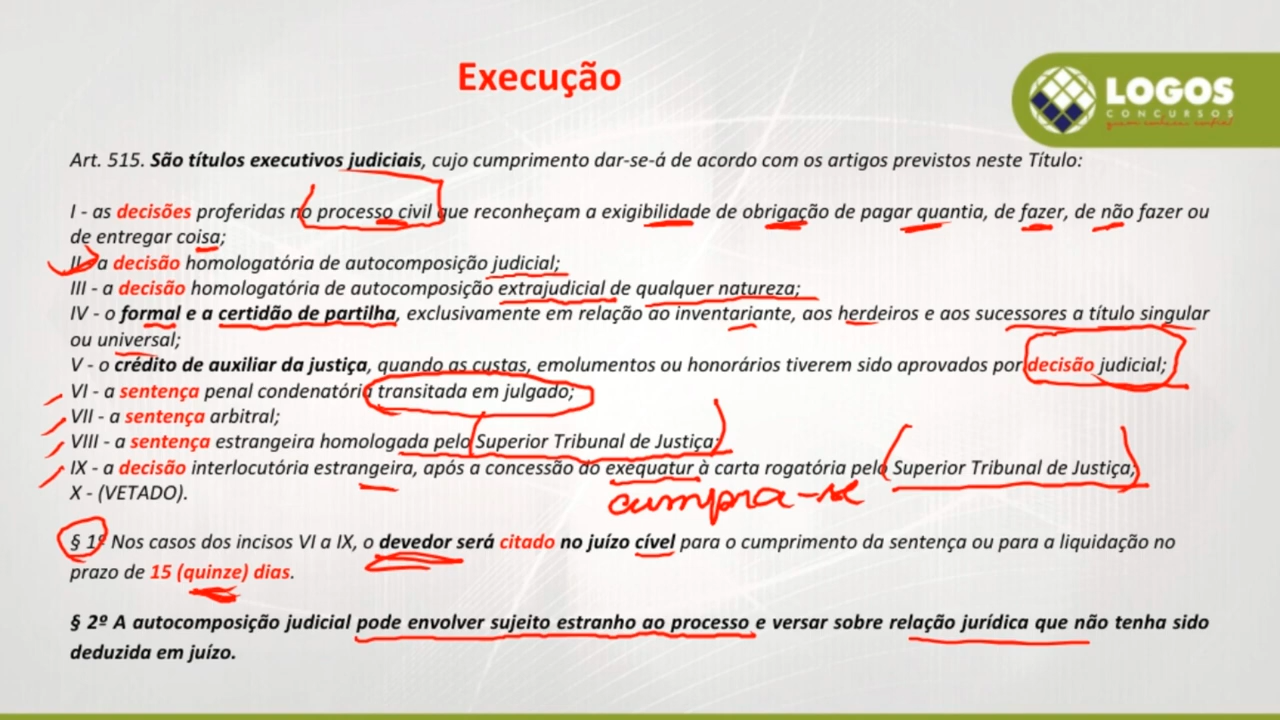 Execução
LOGOS
CONCURSOS
Art. 515. São títulos executivos judiciais, cujo cumprimento dar-se-á de acordo com os artigos previstos neste Título:
I - as decisões proferidas no processo civil que reconheçam a exigibilidade de obrigação de pagar quantia, de fazer, de não fazer ou
de entregar coisa;
II - a decisão homologatória de autocomposição judicial;
III - a decisão homologatória de autocomposição extrajudicial de qualquer natureza;
IV - o formal e a certidão de partilha, exclusivamente em relação ao inventariante, aos herdeiros e aos sucessores a título singular
ou universal;
V - o crédito de auxiliar da justiça, quando as custas, emolumentos ou honorários tiverem sido aprovados por decisão judicial;
VI - a sentença penal condenatória transitada em julgado;
VII - a sentença arbitral;
VIII - a sentença estrangeira homologada pelo Superior Tribunal de Justiça;
IX - a decisão interlocutória estrangeira, após a concessão do exequatur à carta rogatória pelo Superior Tribunal de Justiça;
X - (VETADO).
cumpra-se
§ 1º Nos casos dos incisos VI a IX, o devedor será citado no juízo cível para o cumprimento da sentença ou para a liquidação no
prazo de 15 (quinze) dias.
§ 2º A autocomposição judicial pode envolver sujeito estranho ao processo e versar sobre relação jurídica que não tenha sido
deduzida em juízo.